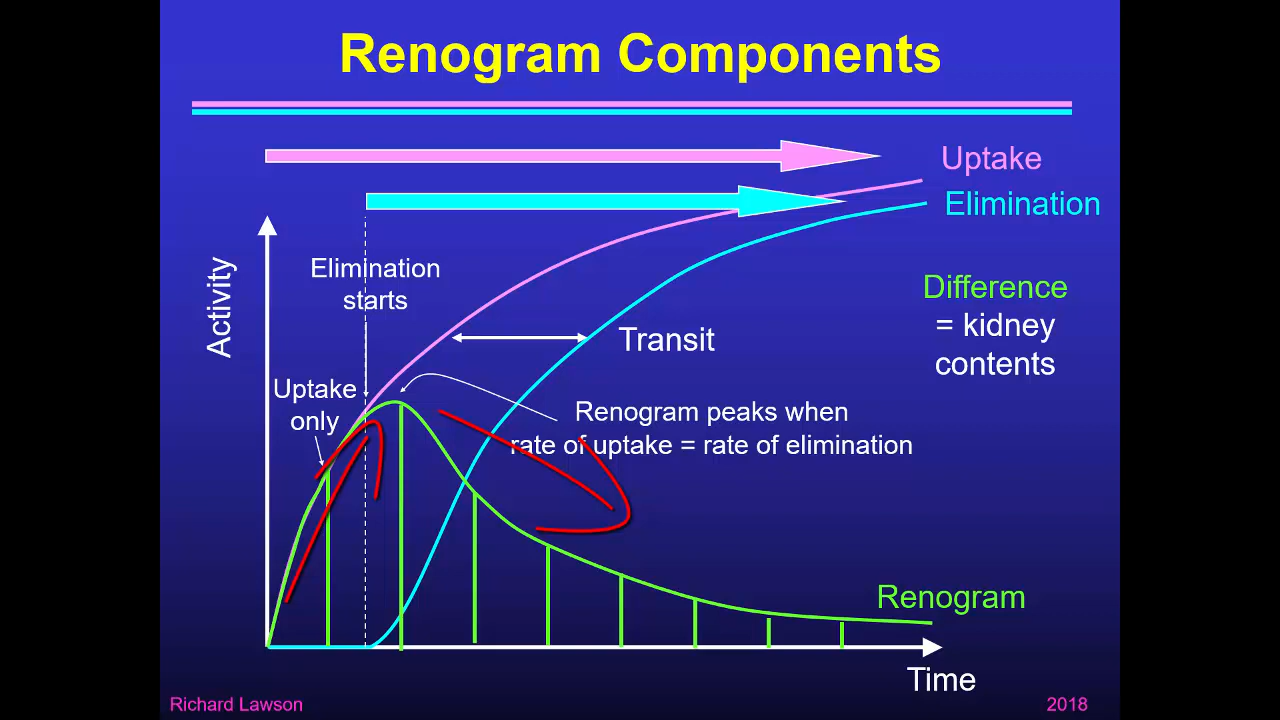 Renogram Components
Uptake
Elimination
Activity
Elimination
starts
Difference
= kidney
contents
Transit
Uptake
only
Renogram peaks when
rate of uptake = rate of elimination
Renogram
Time
Richard Lawson
2018